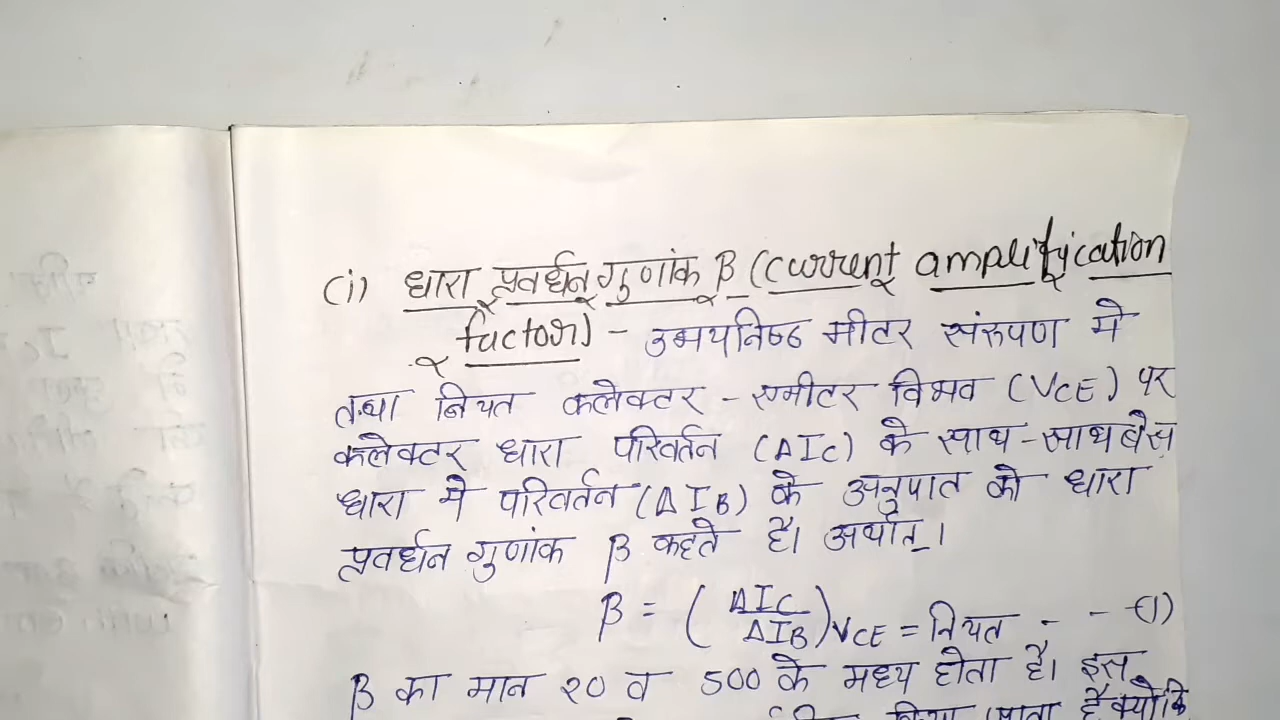 (i) धारा प्रवर्धन गुणांक β (current amplification
factor) - उभयनिष्ठ मीटर संरुपण मे
तथा नियत कलेक्टर - एमीटर विभव (VCE) पर
कलेक्टर धारा परिवर्तन (ΔIC) के साथ-साथ बेस
धारा मे परिवर्तन (ΔIB) के अनुपात को धारा
प्रवर्धन गुणांक β कहते है। अर्थात् ।
β = (ΔIC/ΔIB)VCE = नियत - - (1)
β का मान २० व 500 के मध्य होता है। इस
किया जाता है क्योकि